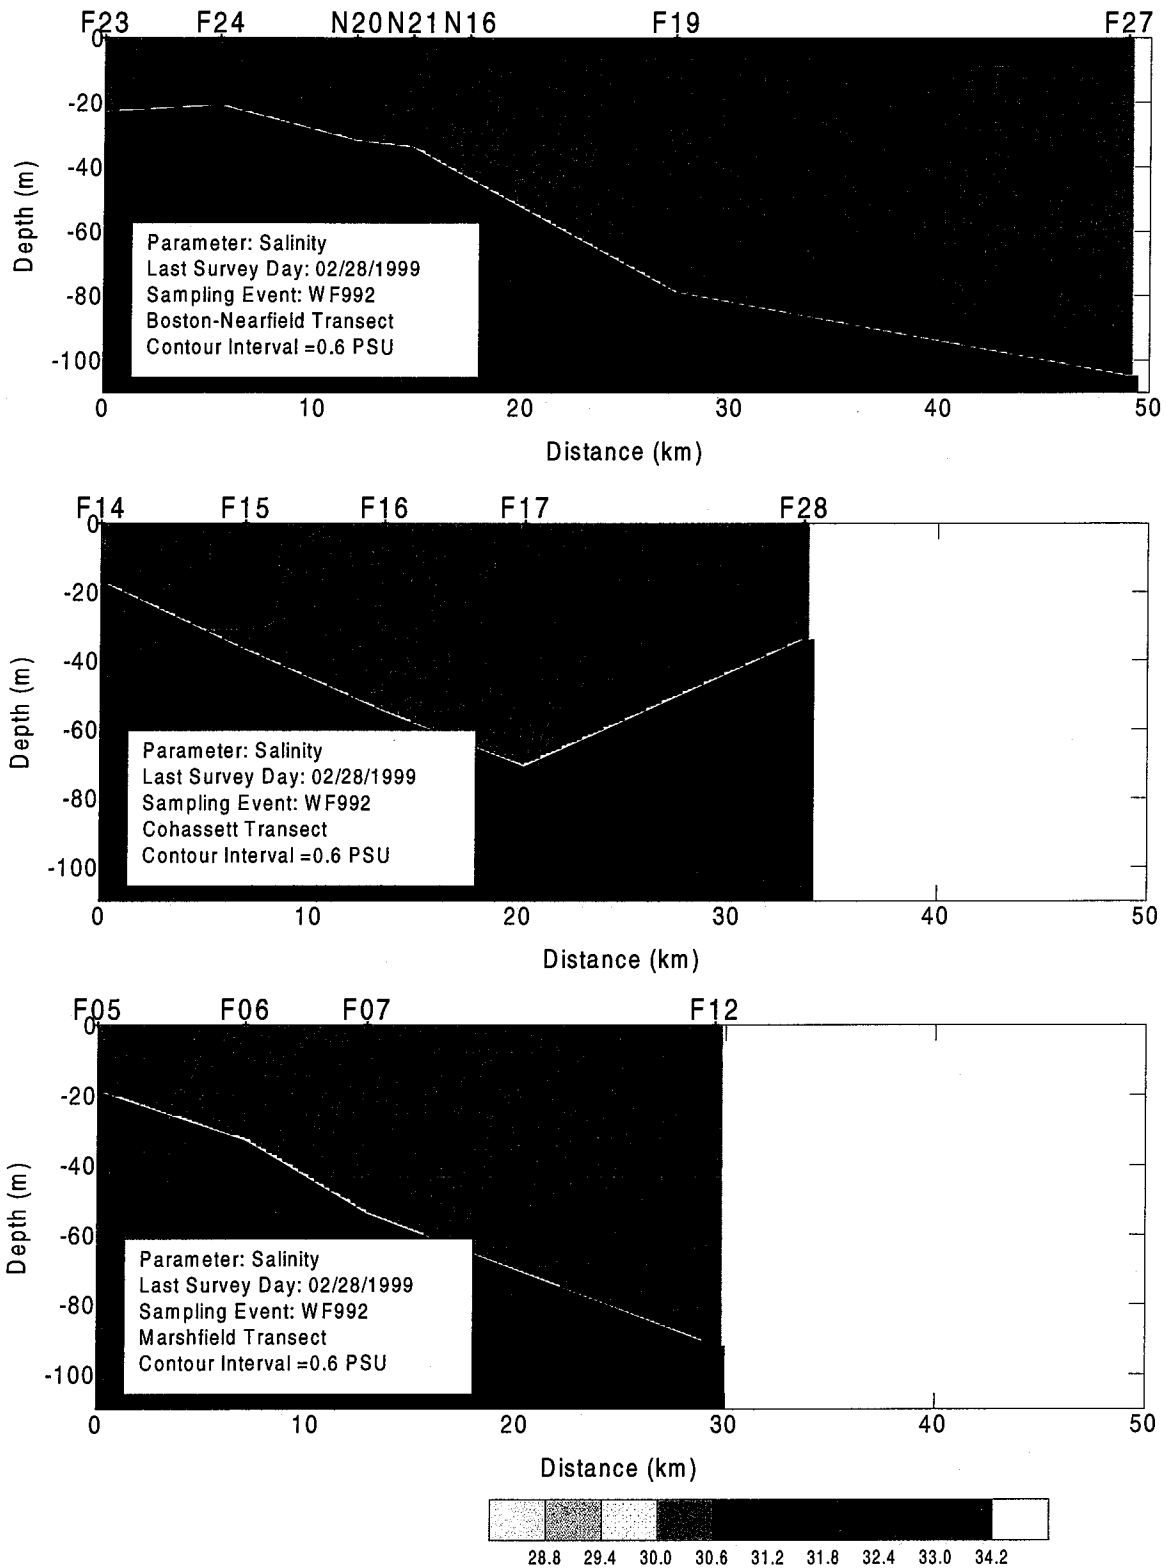 F23 F24 N20 N21 N16 F19 F27
0
-20
-40
-60
-80
-100
Depth (m)
Parameter: Salinity
Last Survey Day: 02/28/1999
Sampling Event: WF992
Boston-Nearfield Transect
Contour Interval =0.6 PSU
0 10 20 30 40 50
Distance (km)
F14 F15 F16 F17 F28
0
-20
-40
-60
-80
-100
Depth (m)
Parameter: Salinity
Last Survey Day: 02/28/1999
Sampling Event: WF992
Cohassett Transect
Contour Interval =0.6 PSU
0 10 20 30 40 50
Distance (km)
F05 F06 F07 F12
0
-20
-40
-60
-80
-100
Depth (m)
Parameter: Salinity
Last Survey Day: 02/28/1999
Sampling Event: WF992
Marshfield Transect
Contour Interval =0.6 PSU
0 10 20 30 40 50
Distance (km)
28.8 29.4 30.0 30.6 31.2 31.8 32.4 33.0 34.2